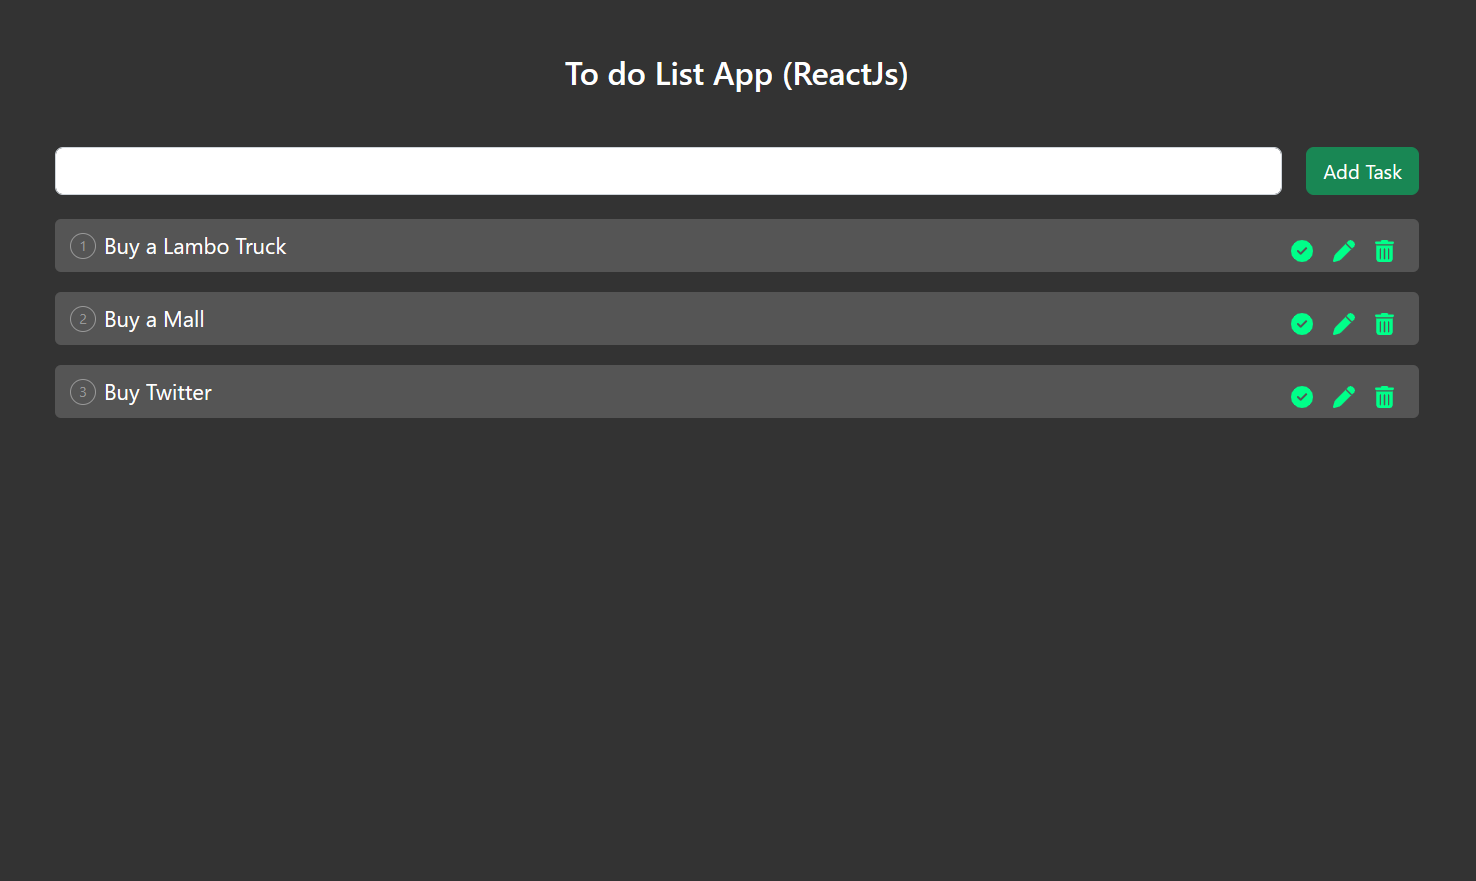 To do List App (ReactJs)
Add Task
1 Buy a Lambo Truck
2 Buy a Mall
3 Buy Twitter